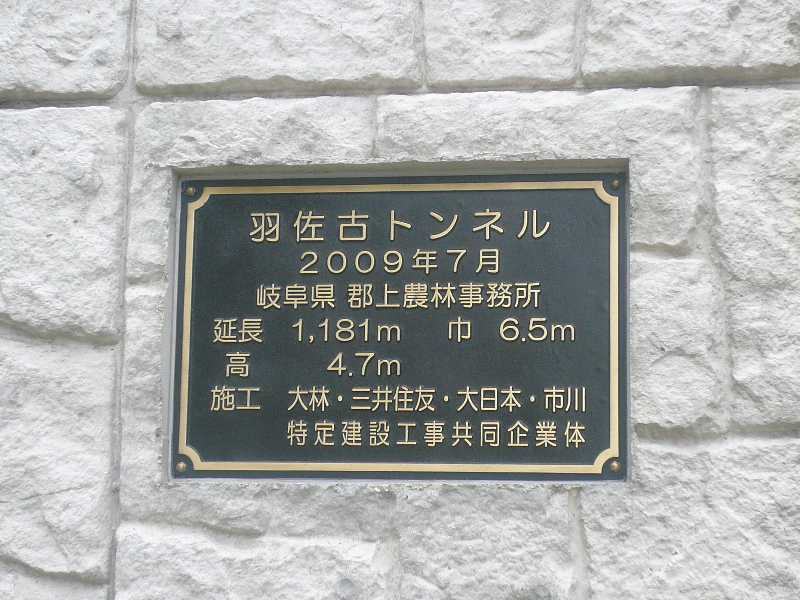 羽佐古トンネル
2009年7月
岐阜県 郡上農林事務所
延長 1,181m 巾 6.5m
高 4.7m
施工 大林・三井住友・大日本・市川
特定建設工事共同企業体